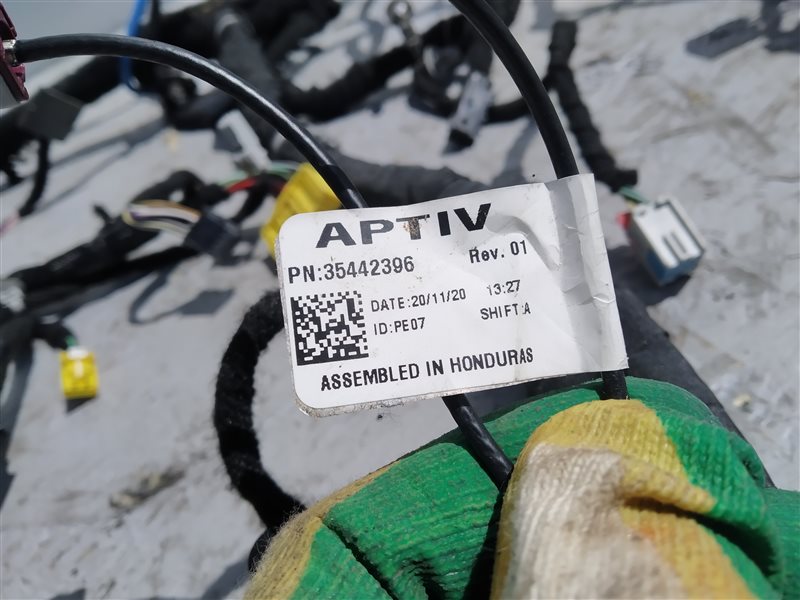 APTIV
PN:35442396 Rev. 01
DATE:20/11/20 13:27
ID:PE07 SHIFT:A
ASSEMBLED IN HONDURAS